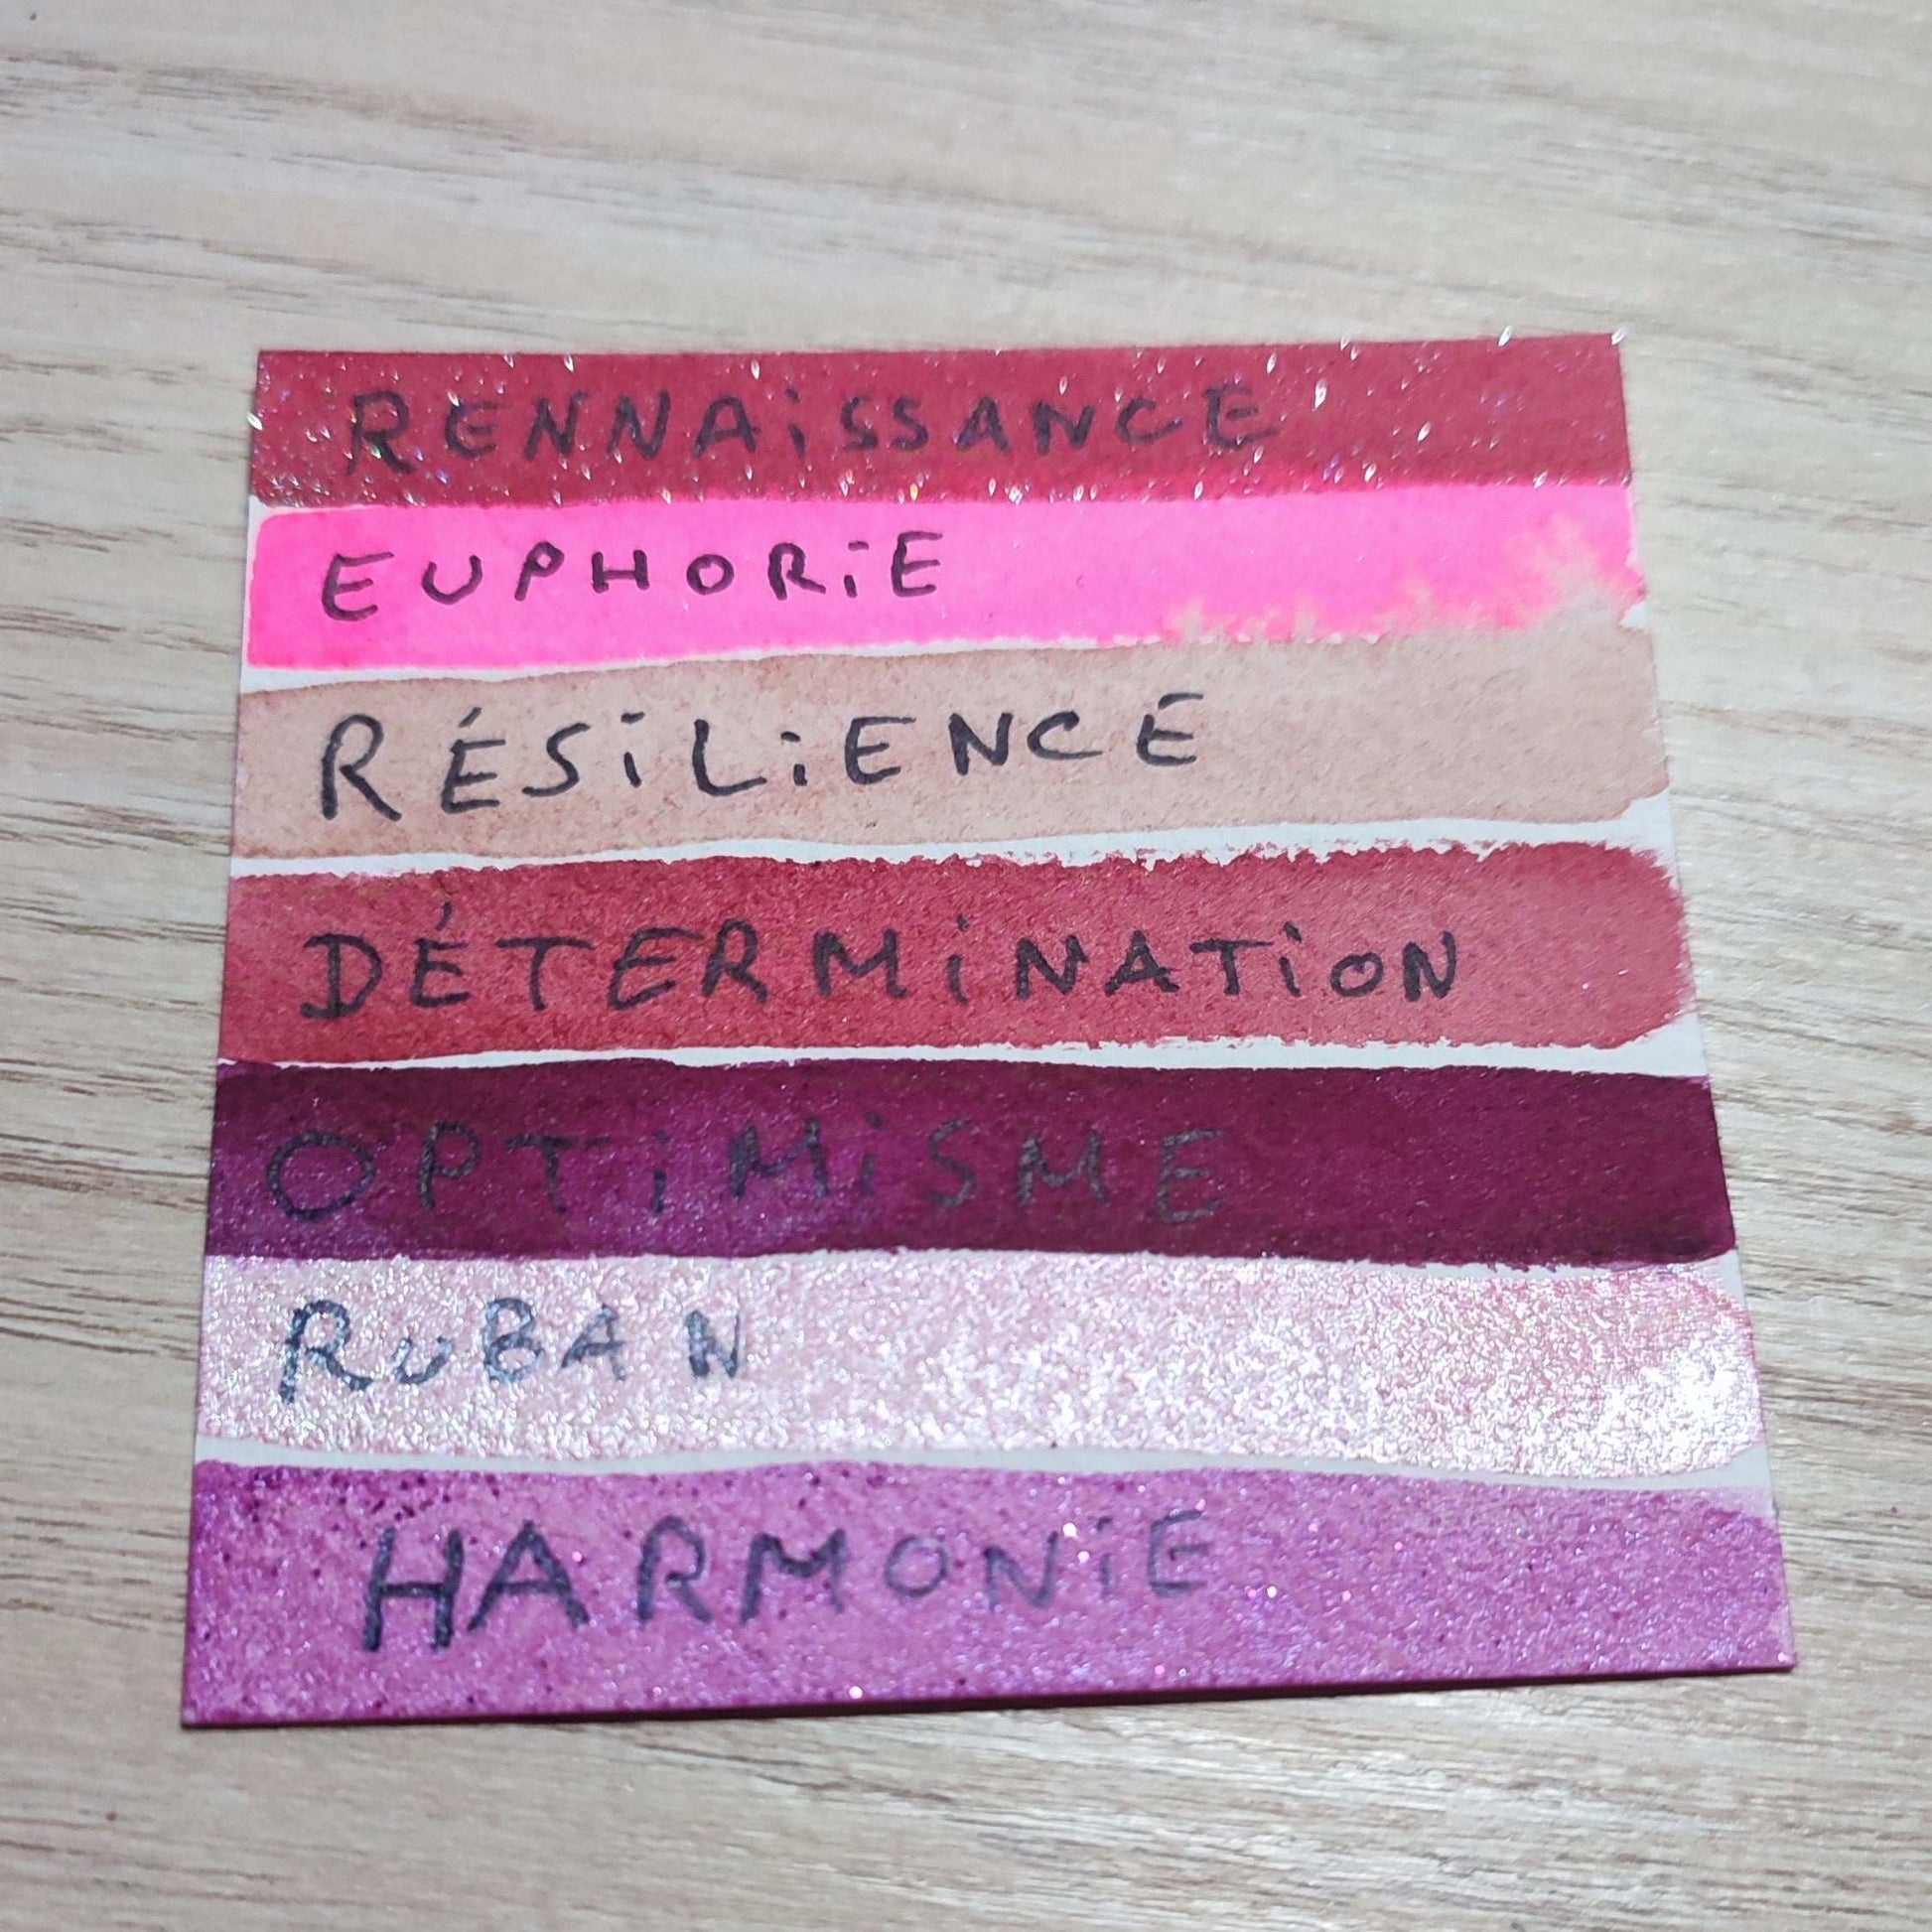 RENNAiSSANCE
EUPHORiE
RÉSiLiENCE
DÉTERMiNATiON
OPTiMiSME
RuBAN
HARMONiE